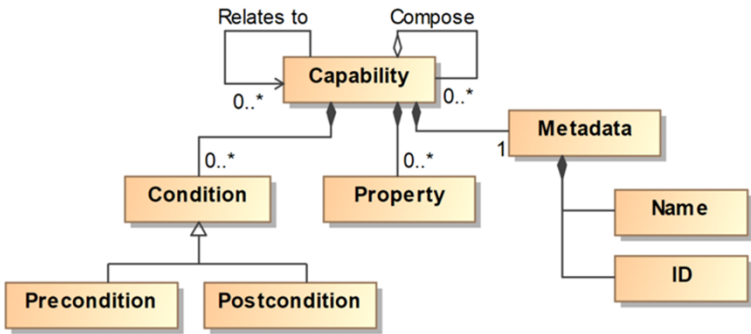 Relates to
Compose
Capability
0..*
0..*
Metadata
1
0..*
0..*
Condition
Property
Name
ID
Precondition
Postcondition